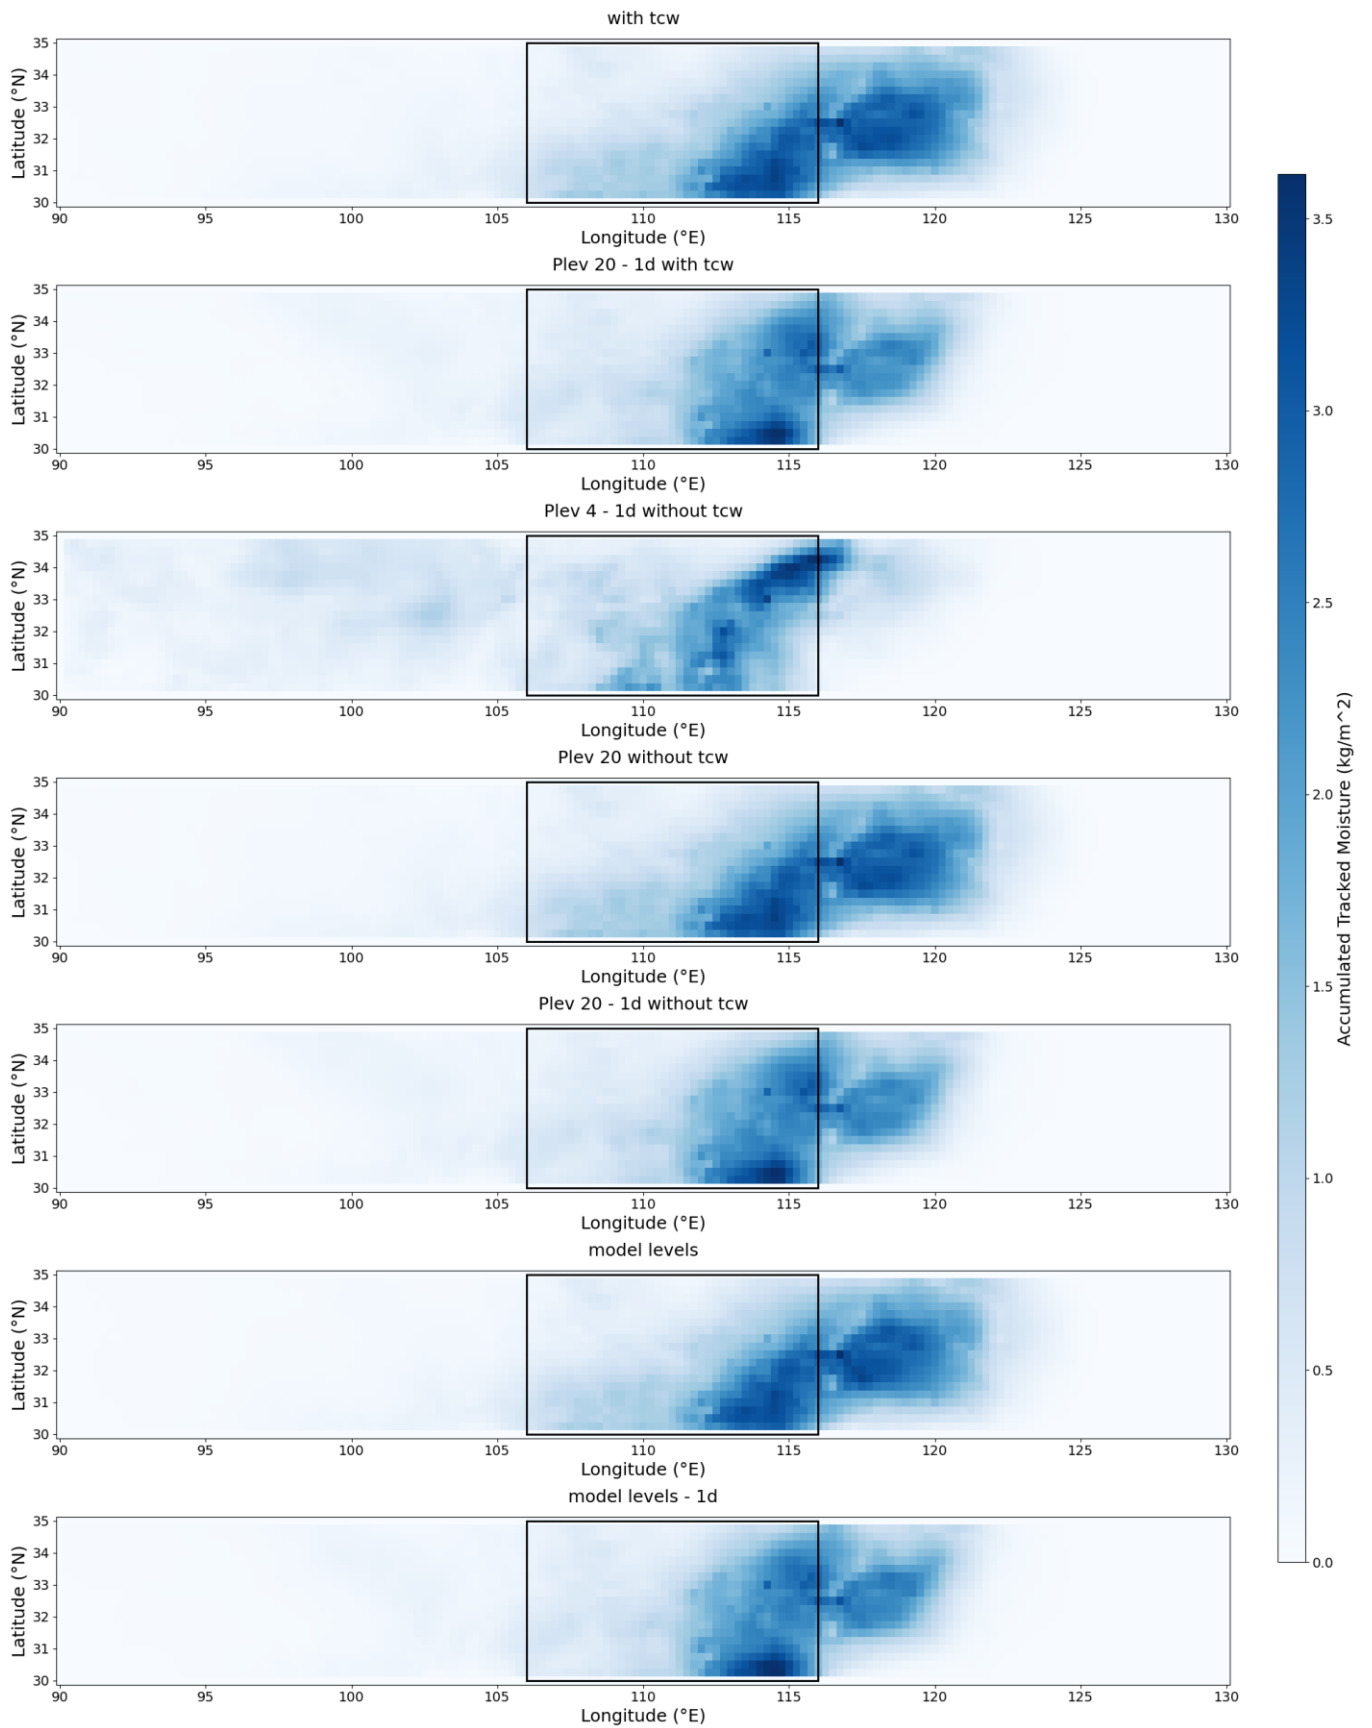 with tcw
Latitude (°N)
35
34
33
32
31
30
90 95 100 105 110 115 120 125 130
Longitude (°E)
Plev 20 - 1d with tcw
Latitude (°N)
35
34
33
32
31
30
90 95 100 105 110 115 120 125 130
Longitude (°E)
Plev 4 - 1d without tcw
Latitude (°N)
35
34
33
32
31
30
90 95 100 105 110 115 120 125 130
Longitude (°E)
Plev 20 without tcw
Latitude (°N)
35
34
33
32
31
30
90 95 100 105 110 115 120 125 130
Longitude (°E)
Plev 20 - 1d without tcw
Latitude (°N)
35
34
33
32
31
30
90 95 100 105 110 115 120 125 130
Longitude (°E)
model levels
Latitude (°N)
35
34
33
32
31
30
90 95 100 105 110 115 120 125 130
Longitude (°E)
model levels - 1d
Latitude (°N)
35
34
33
32
31
30
90 95 100 105 110 115 120 125 130
Longitude (°E)
3.5
3.0
2.5
2.0
1.5
1.0
0.5
0.0
Accumulated Tracked Moisture (kg/m^2)